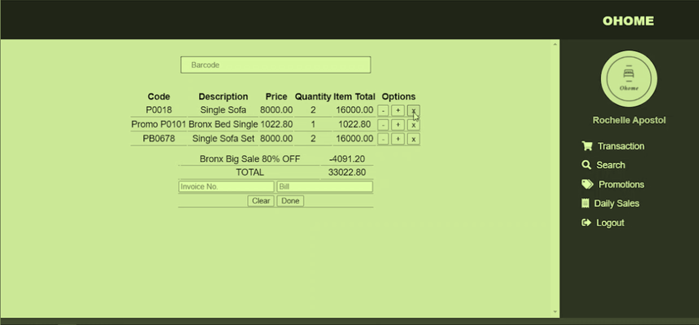 OHOME
Barcode
Code Description Price Quantity Item Total Options
P0018 Single Sofa 8000.00 2 16000.00 - + x
Promo P0101 Bronx Bed Single 1022.80 1 1022.80 - + x
PB0678 Single Sofa Set 8000.00 2 16000.00 - + x
Bronx Big Sale 80% OFF -4091.20
TOTAL 33022.80
Invoice No. Bill
Clear Done
Ohome
Rochelle Apostol
Transaction
Search
Promotions
Daily Sales
Logout